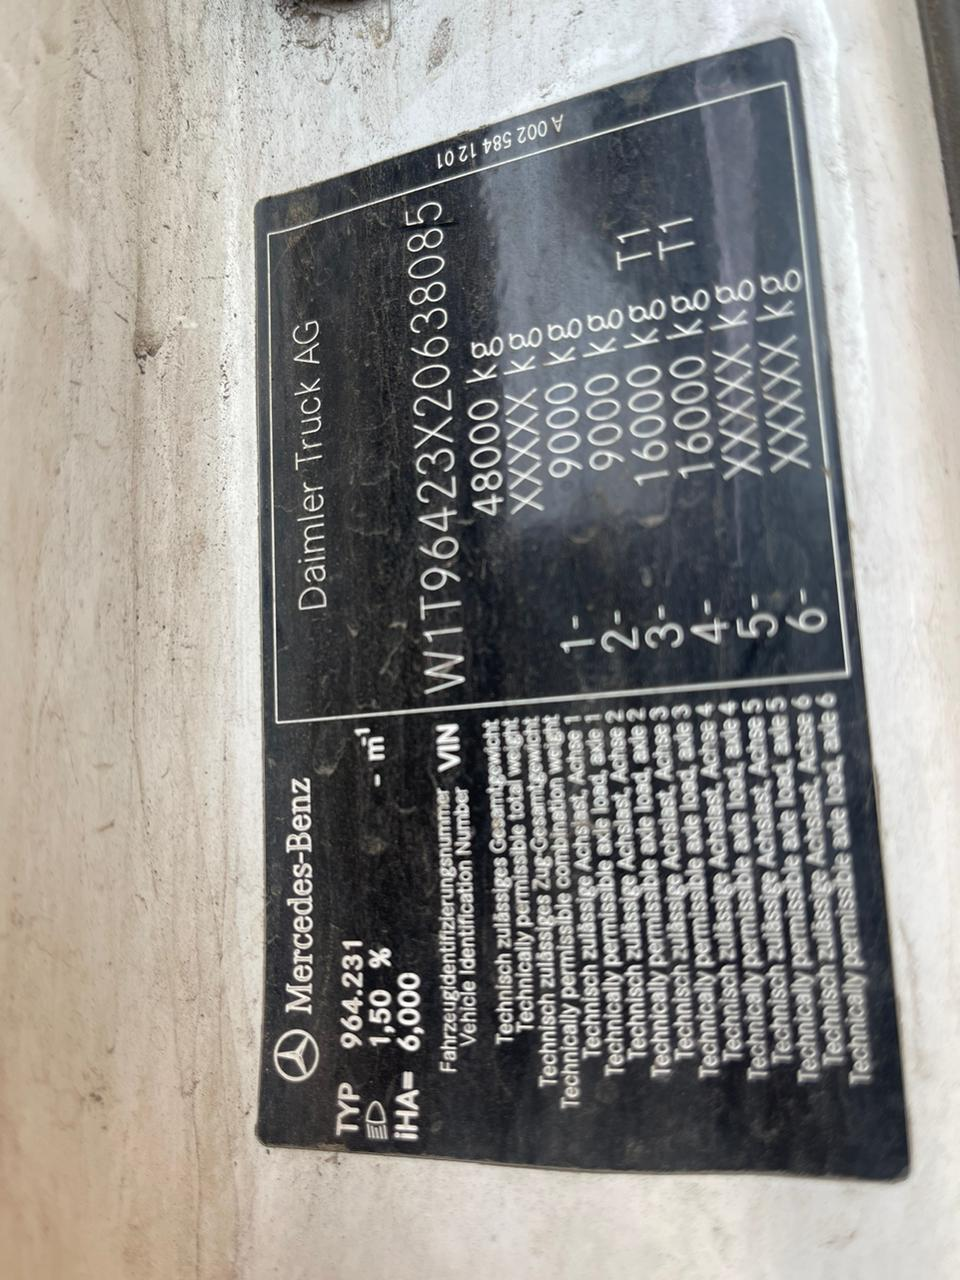 Mercedes-Benz
Daimler Truck AG
TYP 964.231
1,50 % - m-1
iHA= 6,000
Fahrzeugidentifizierungsnummer
Vehicle Identification Number
VIN W1T96423X20638085
Technisch zulässiges Gesamtgewicht
Technically permissible total weight
48000 kg
Technisch zulässiges Zug-Gesamtgewicht
Technically permissible combination weight
XXXXX kg
Technisch zulässige Achslast, Achse 1
Technically permissible axle load, axle 1
1- 9000 kg
Technisch zulässige Achslast, Achse 2
Technically permissible axle load, axle 2
2- 9000 kg T1
Technisch zulässige Achslast, Achse 3
Technically permissible axle load, axle 3
3- 16000 kg T1
Technisch zulässige Achslast, Achse 4
Technically permissible axle load, axle 4
4- 16000 kg
Technisch zulässige Achslast, Achse 5
Technically permissible axle load, axle 5
5- XXXXX kg
Technisch zulässige Achslast, Achse 6
Technically permissible axle load, axle 6
6- XXXXX kg
A 002 584 12 01